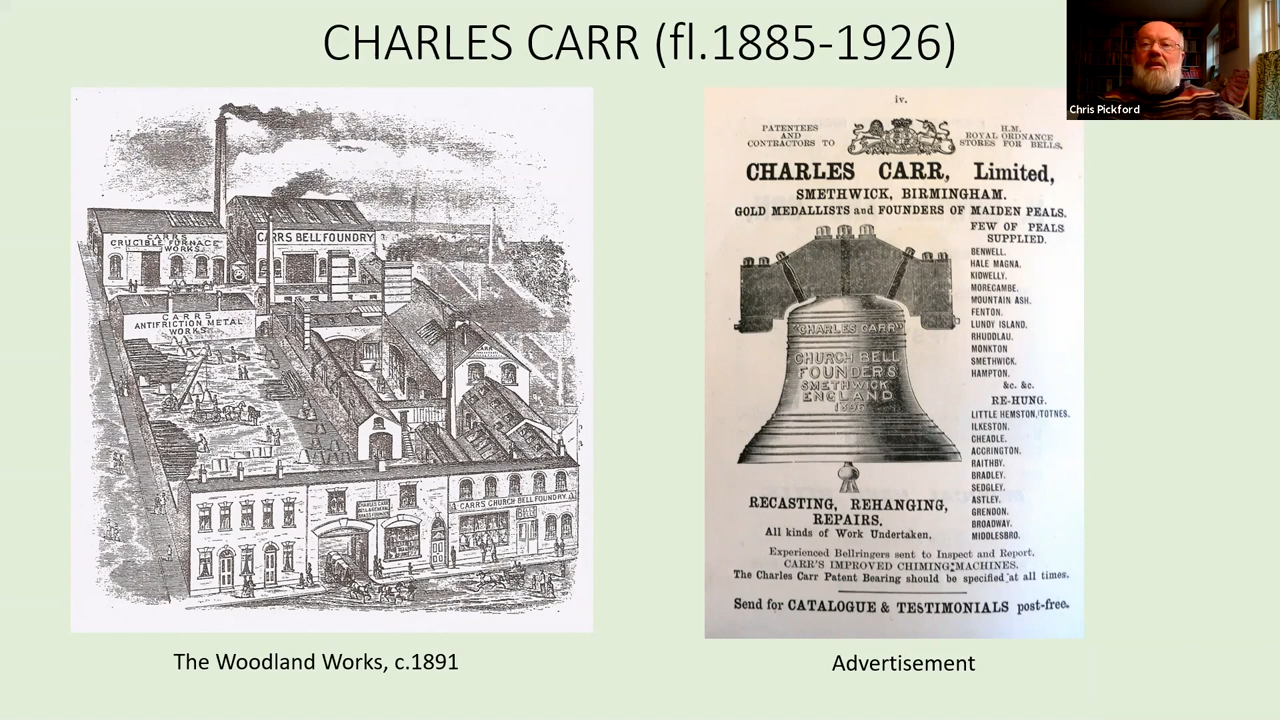 CHARLES CARR (fl.1885-1926)
Chris Pickford
CARRS
CRUCIBLE FURNACE
WORKS.
CARRS BELLFOUNDRY
CARRS
ANTIFRICTION METAL
WORKS
CARR'S CHURCH BELL FOUNDRY.
The Woodland Works, c.1891
iv.
PATENTEES
AND
CONTRACTORS TO
H.M.
ROYAL ORDNANCE
STORES FOR BELLS.
CHARLES CARR, Limited,
SMETHWICK, BIRMINGHAM.
GOLD MEDALLISTS and FOUNDERS OF MAIDEN PEALS.
"CHARLES CARR"
CHURCH BELL
FOUNDERS
SMETHWICK
ENGLAND
FEW OF PEALS
SUPPLIED.
BENWELL.
HALE MAGNA.
KIDWELLY.
MORECAMBE.
MOUNTAIN ASH.
FENTON.
LUNDY ISLAND.
RHUDDLAU.
MONKTON
SMETHWICK.
HAMPTON.
&c. &c.
RE-HUNG.
LITTLE HEMSTON, TOTNES.
ILKESTON.
CHEADLE.
ACCRINGTON.
RAITHBY.
BRADLEY.
SEDGLEY.
ASTLEY.
GRENDON.
BROADWAY.
MIDDLESBRO.
RECASTING, REHANGING,
REPAIRS.
All kinds of Work Undertaken.
Experienced Bellringers sent to Inspect and Report.
CARR'S IMPROVED CHIMING MACHINES.
The Charles Carr Patent Bearing should be specified at all times.
Send for CATALOGUE & TESTIMONIALS post-free.
Advertisement